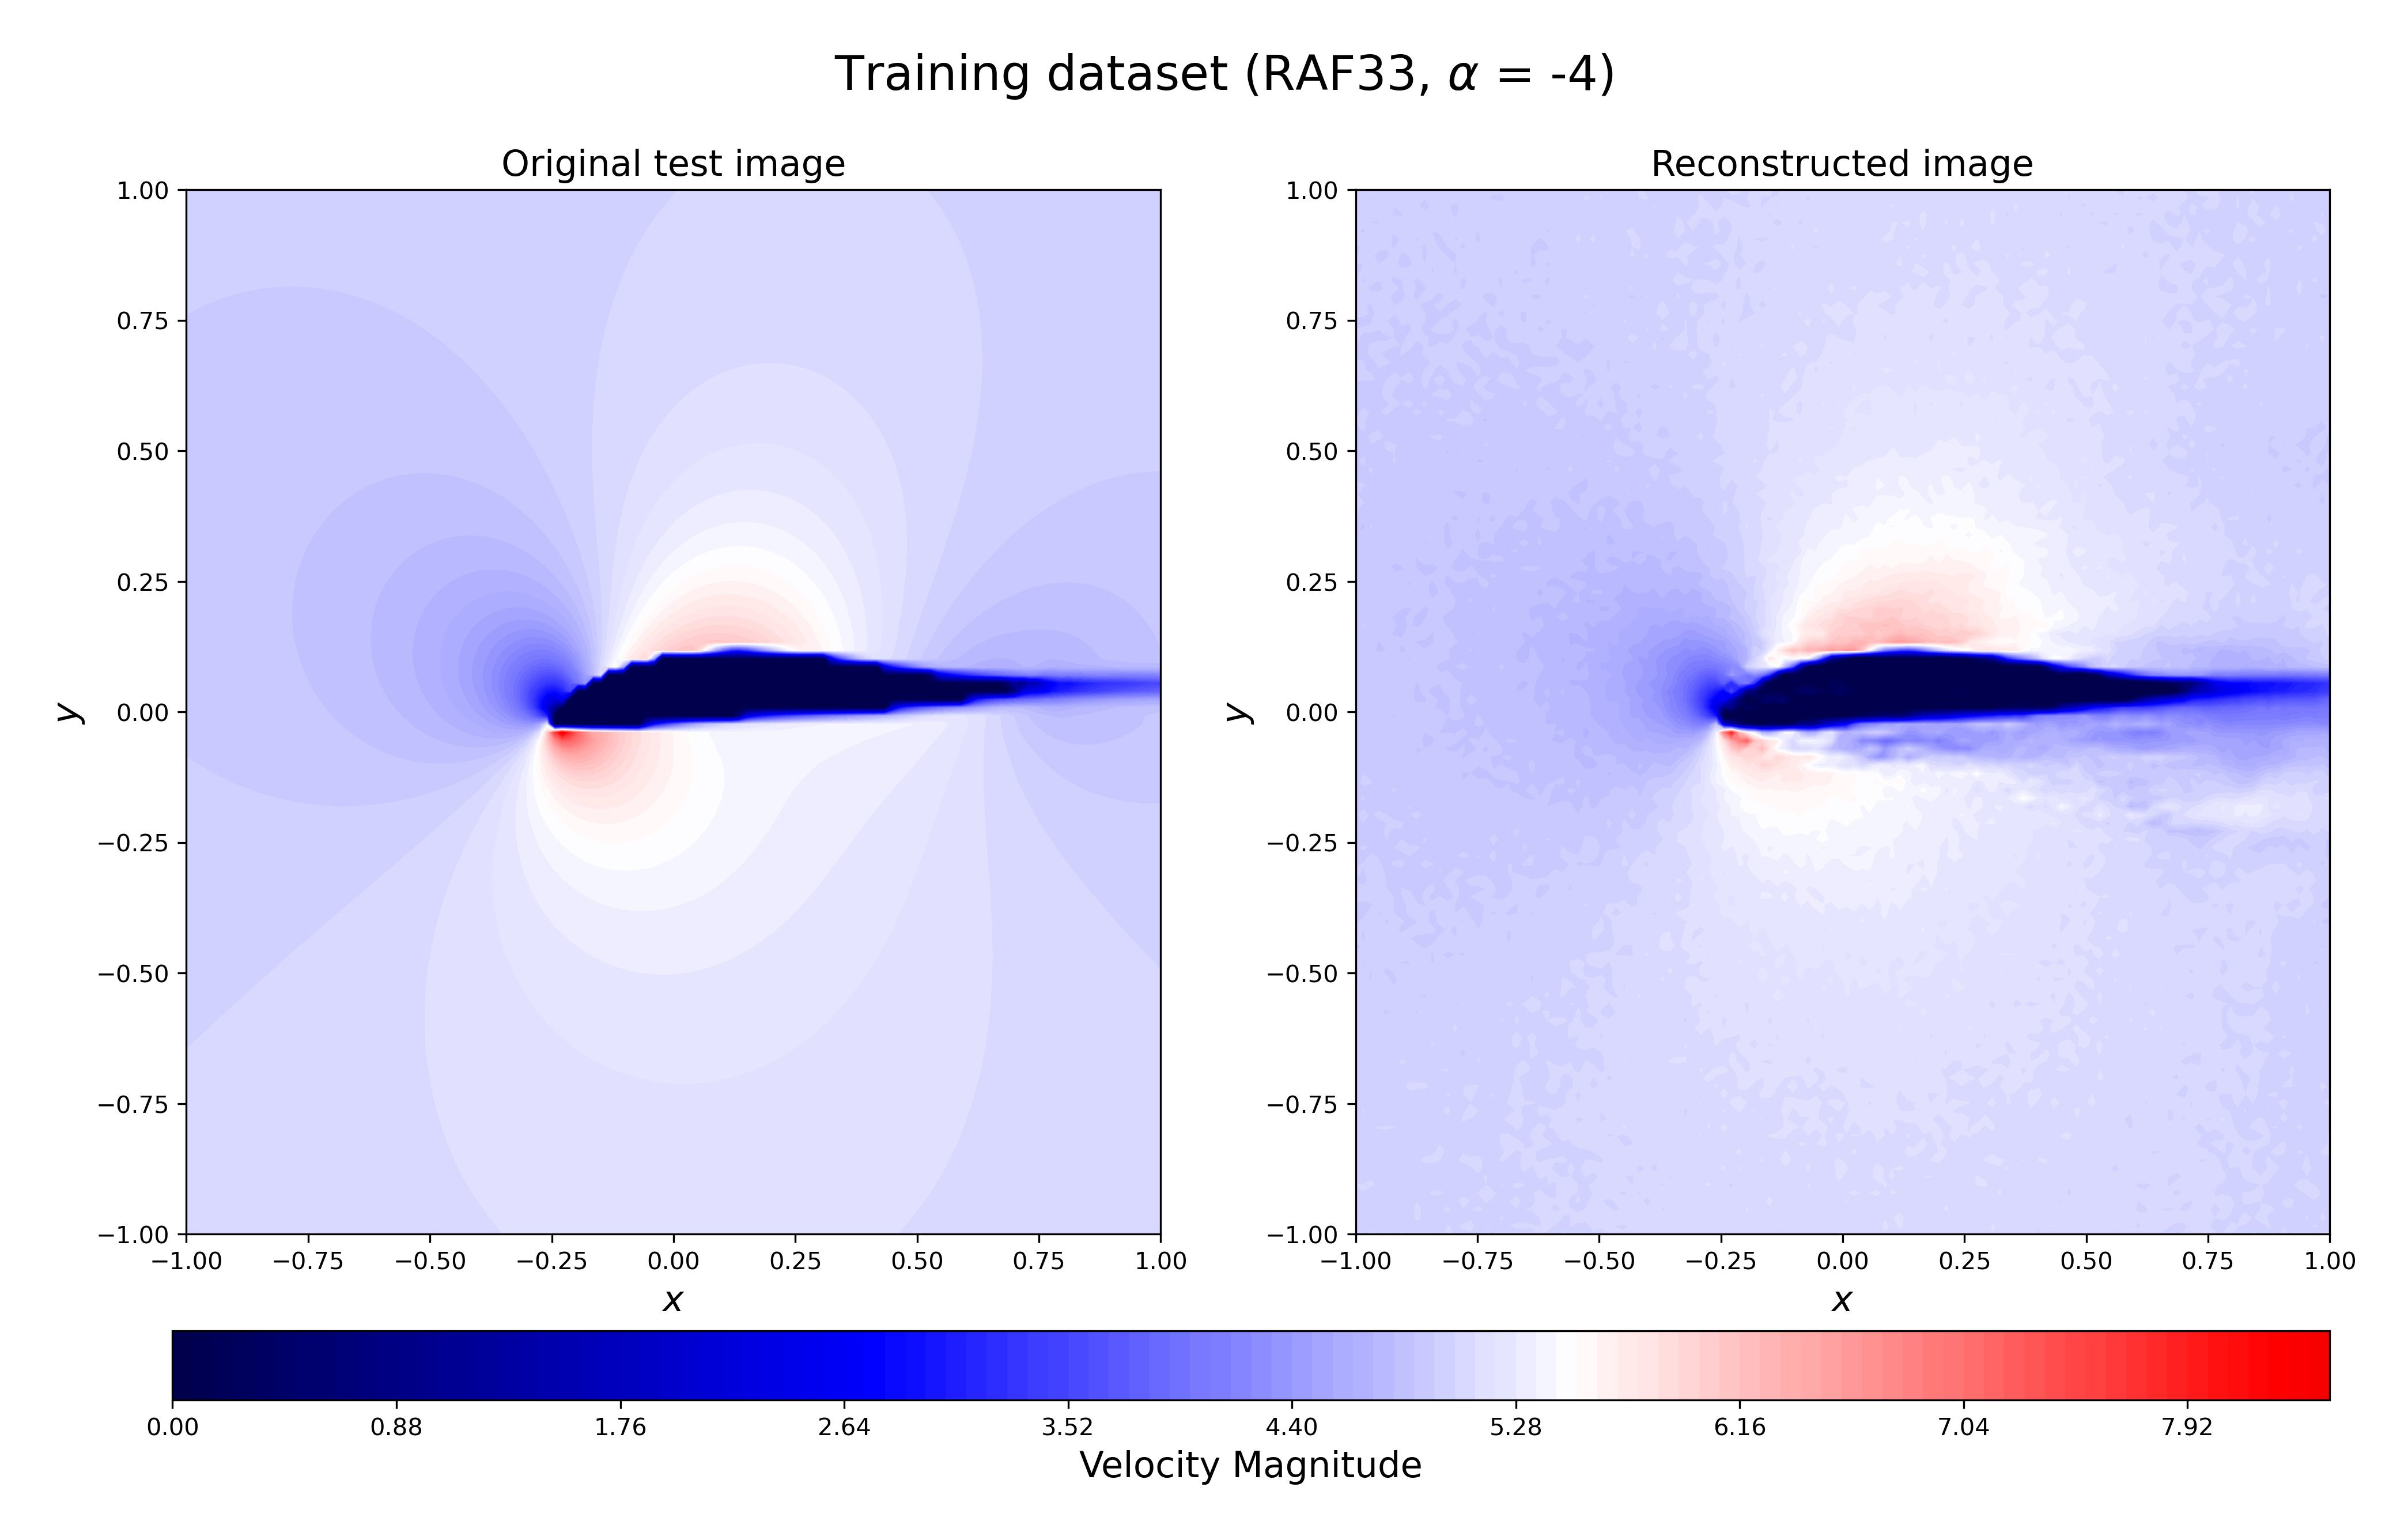 Training dataset (RAF33, α = -4)
Original test image
1.00
0.75
0.50
0.25
0.00
−0.25
−0.50
−0.75
−1.00
y
−1.00 −0.75 −0.50 −0.25 0.00 0.25 0.50 0.75 1.00
x
Reconstructed image
1.00
0.75
0.50
0.25
0.00
−0.25
−0.50
−0.75
−1.00
y
−1.00 −0.75 −0.50 −0.25 0.00 0.25 0.50 0.75 1.00
x
0.00 0.88 1.76 2.64 3.52 4.40 5.28 6.16 7.04 7.92
Velocity Magnitude